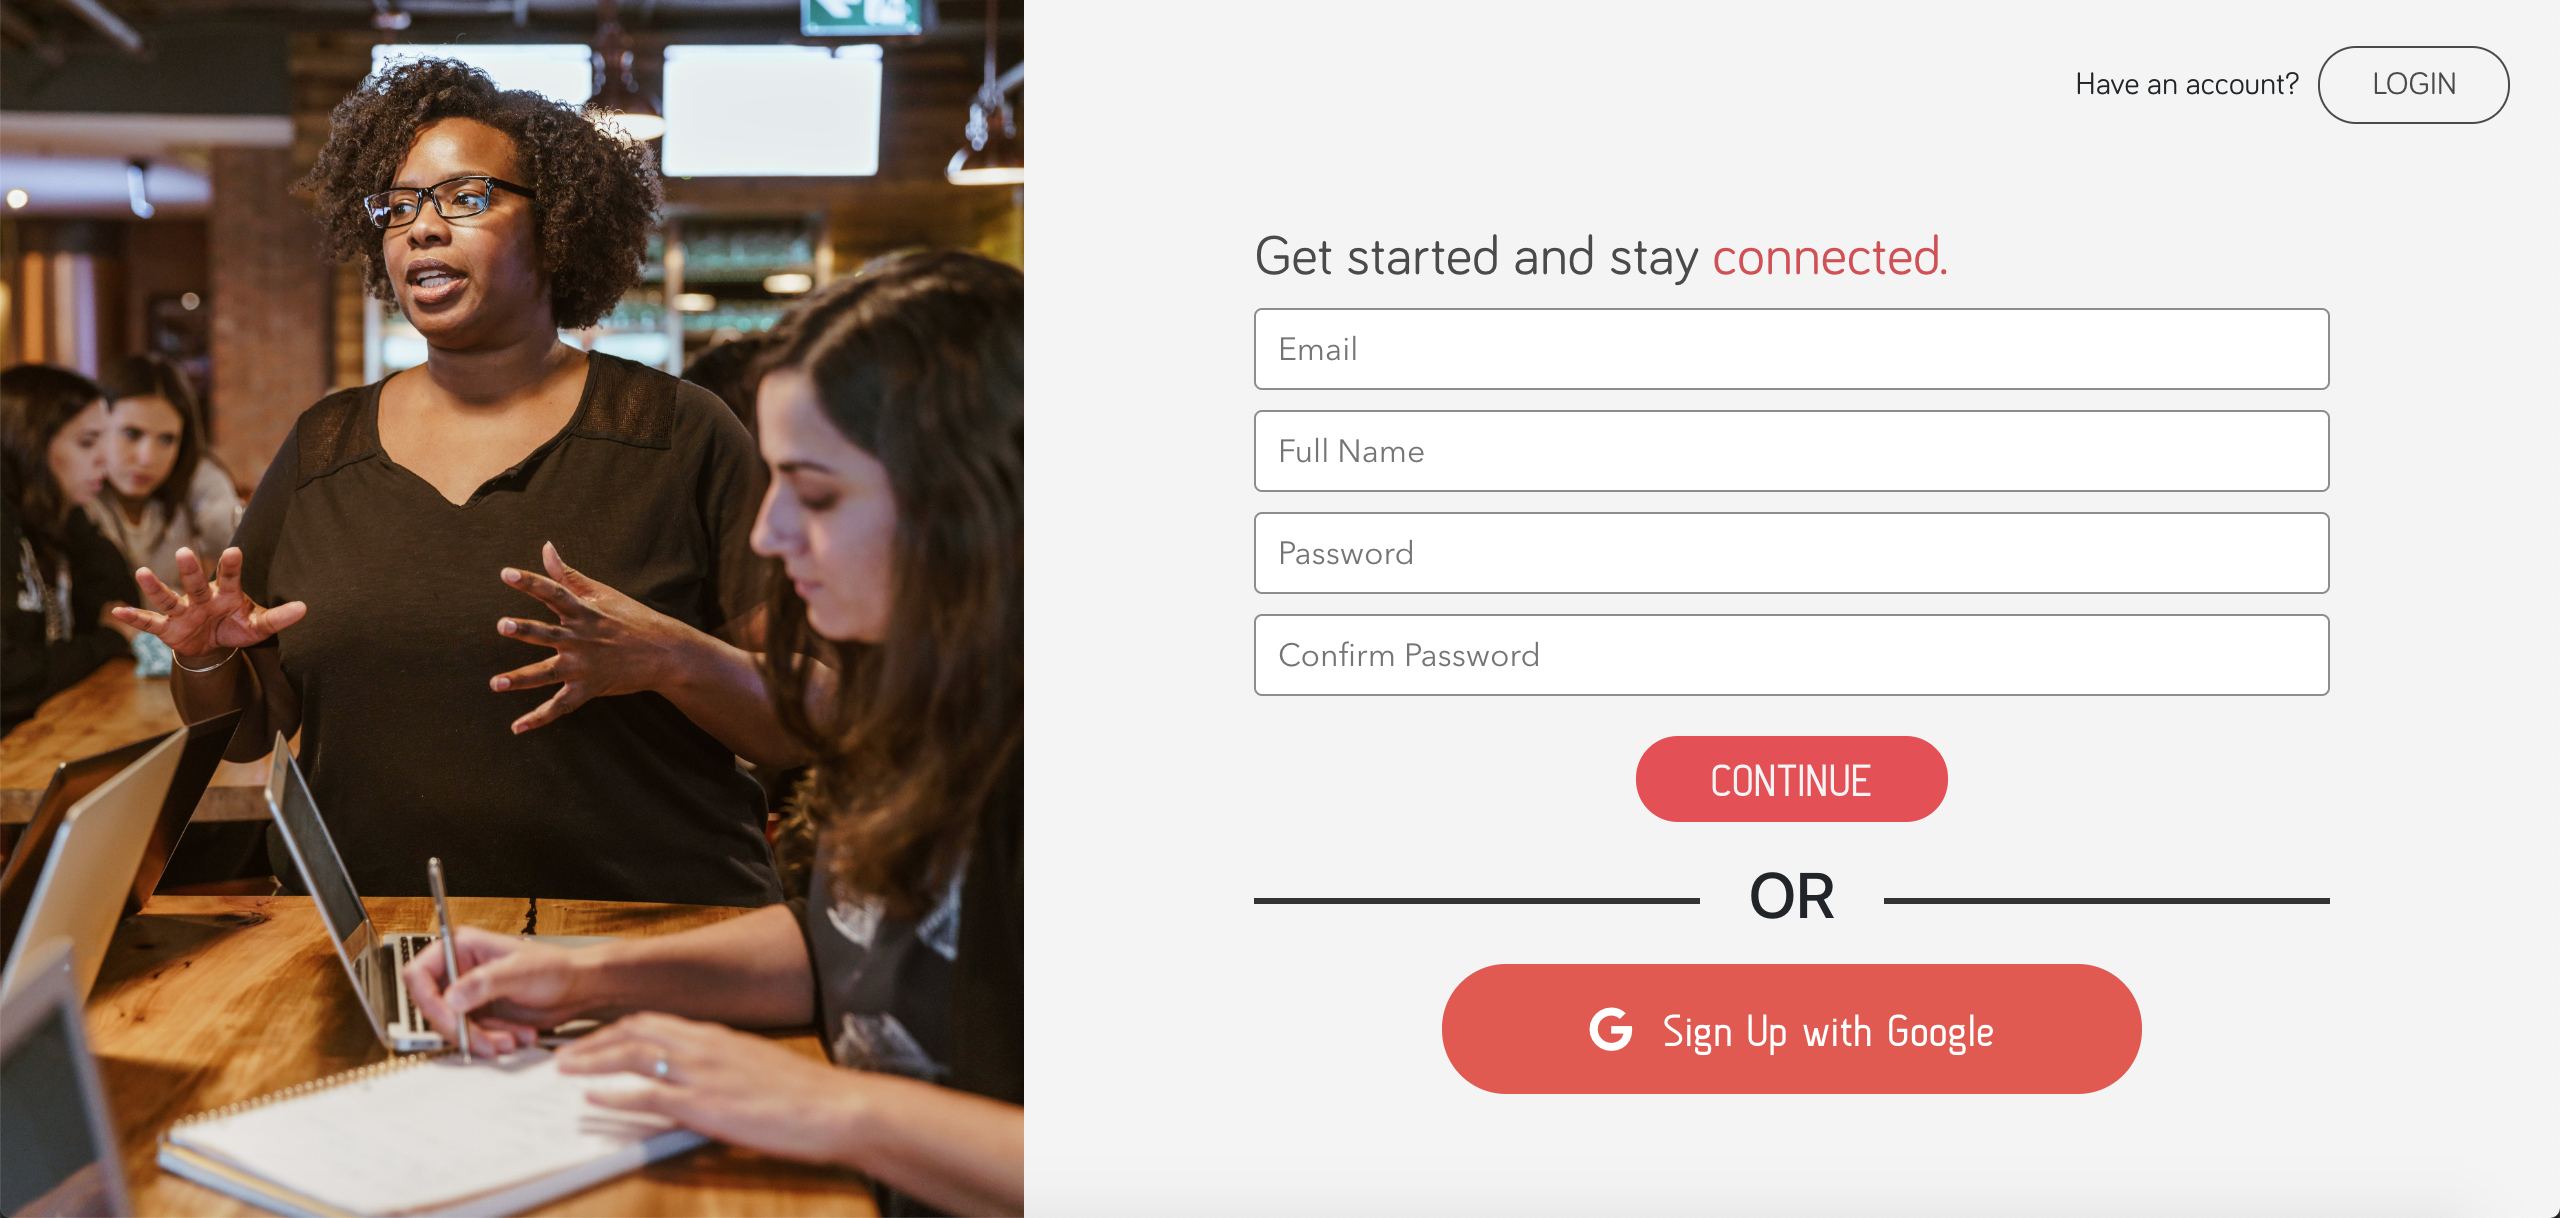 Have an account? LOGIN
Get started and stay connected.
Email
Full Name
Password
Confirm Password
CONTINUE
OR
Sign Up with Google